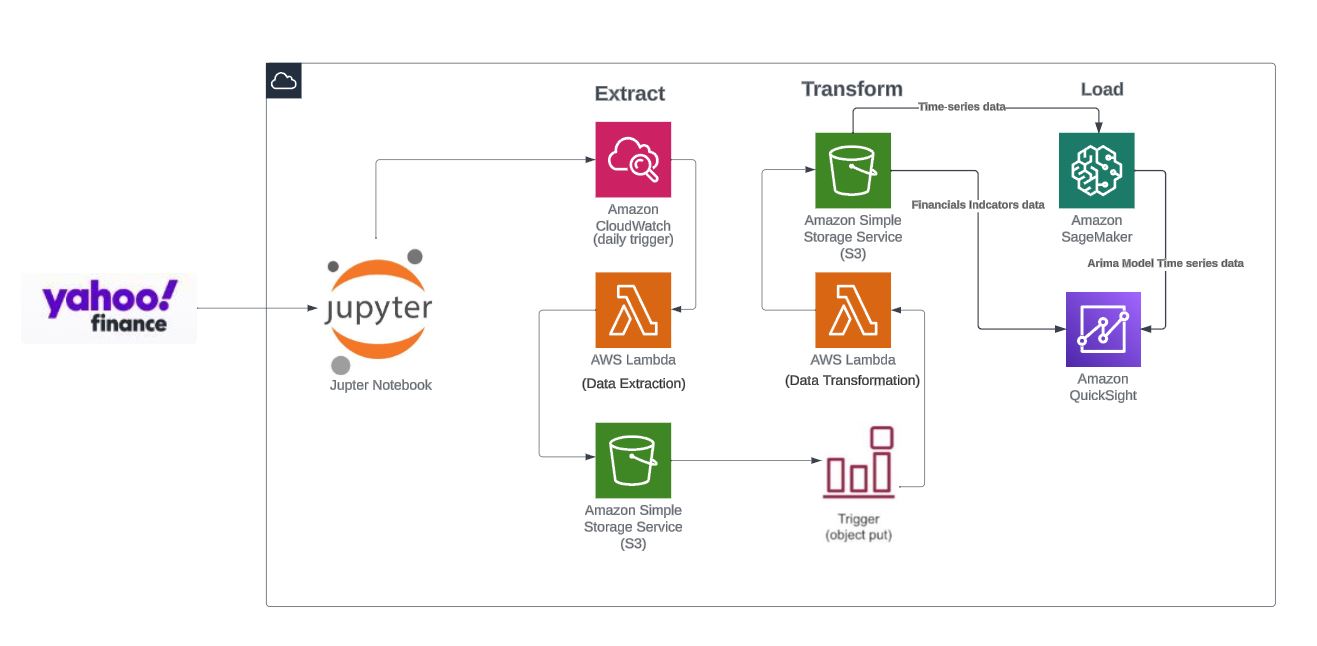 yahoo!
finance
jupyter
Jupter Notebook
Extract
Amazon
CloudWatch
(daily trigger)
AWS Lambda
(Data Extraction)
Amazon Simple
Storage Service
(S3)
Transform
Time-series data
Amazon Simple
Storage Service
(S3)
Financials Indcators data
AWS Lambda
(Data Transformation)
Trigger
(object put)
Load
Amazon
SageMaker
Arima Model Time series data
Amazon
QuickSight